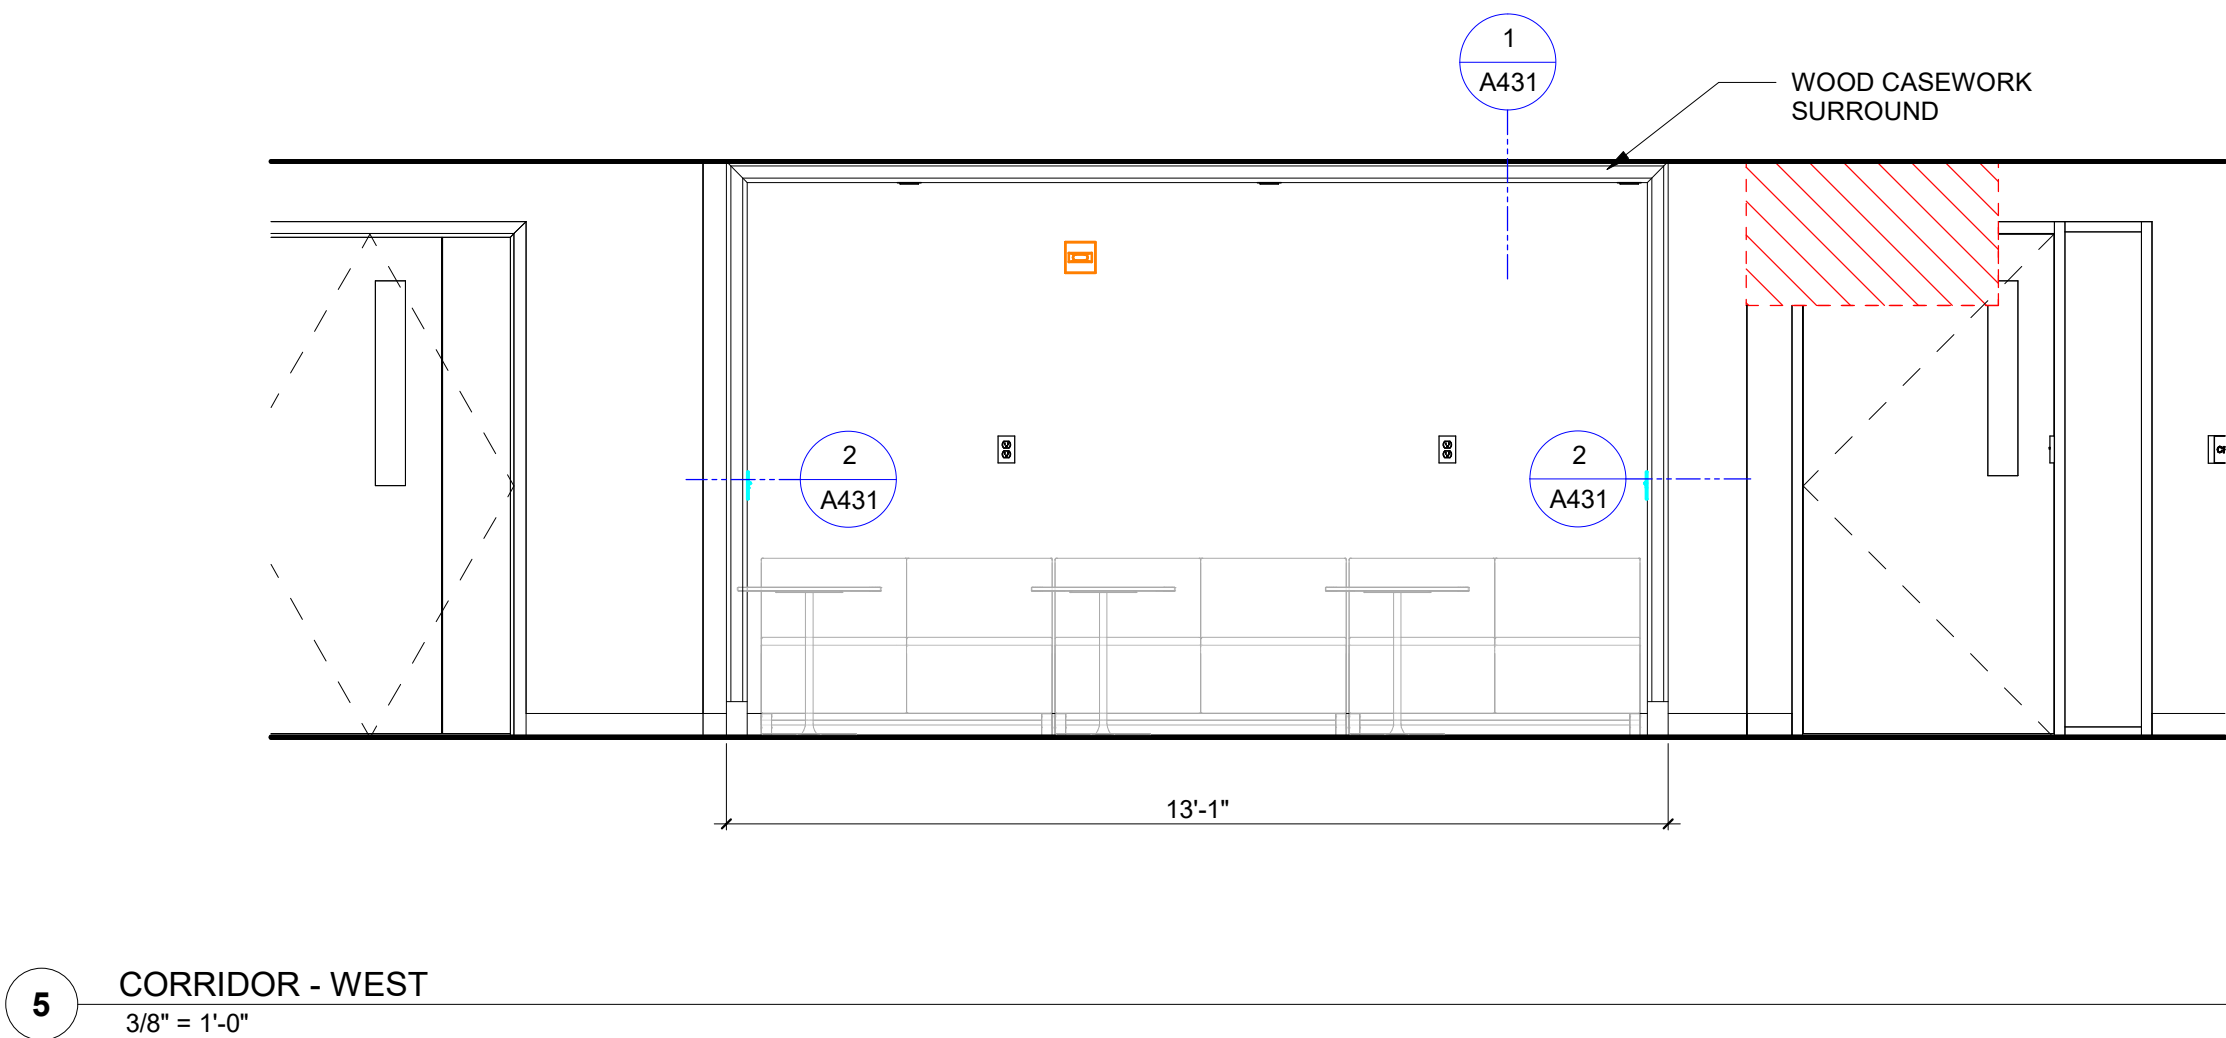 1
A431
WOOD CASEWORK
SURROUND
2
A431
2
A431
13'-1"
5
CORRIDOR - WEST
3/8" = 1'-0"